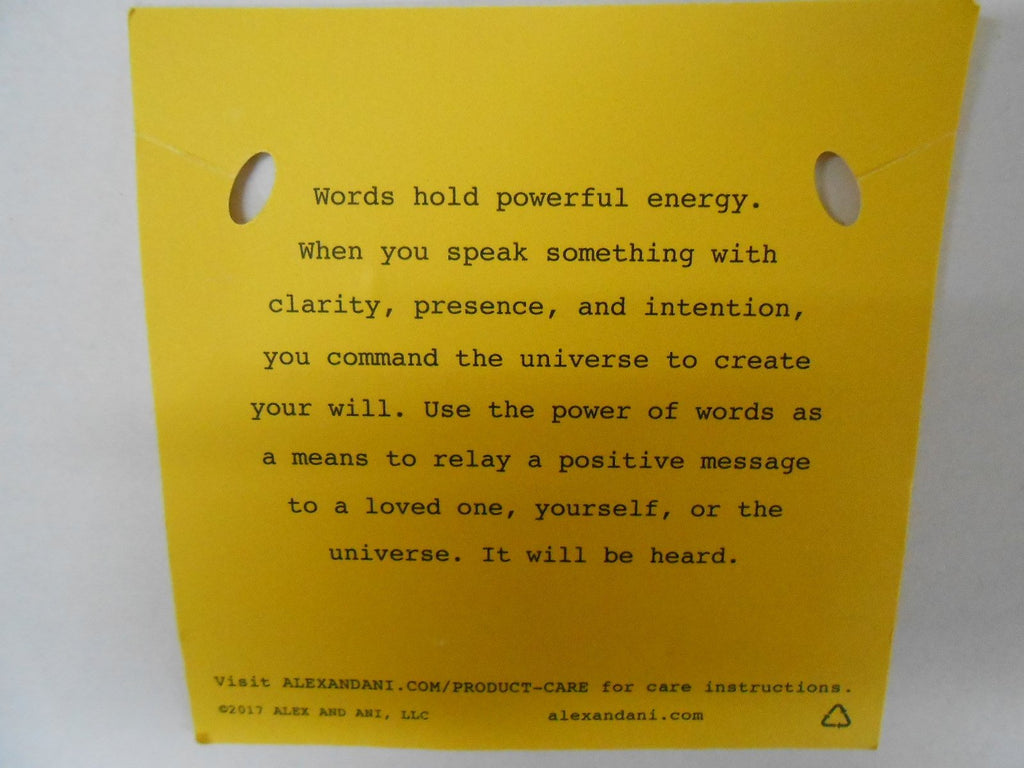 Words hold powerful energy.
When you speak something with
clarity, presence, and intention,
you command the universe to create
your will. Use the power of words as
a means to relay a positive message
to a loved one, yourself, or the
universe. It will be heard.
Visit ALEXANDANI.COM/PRODUCT-CARE for care instructions.
©2017 ALEX AND ANI, LLC alexandani.com